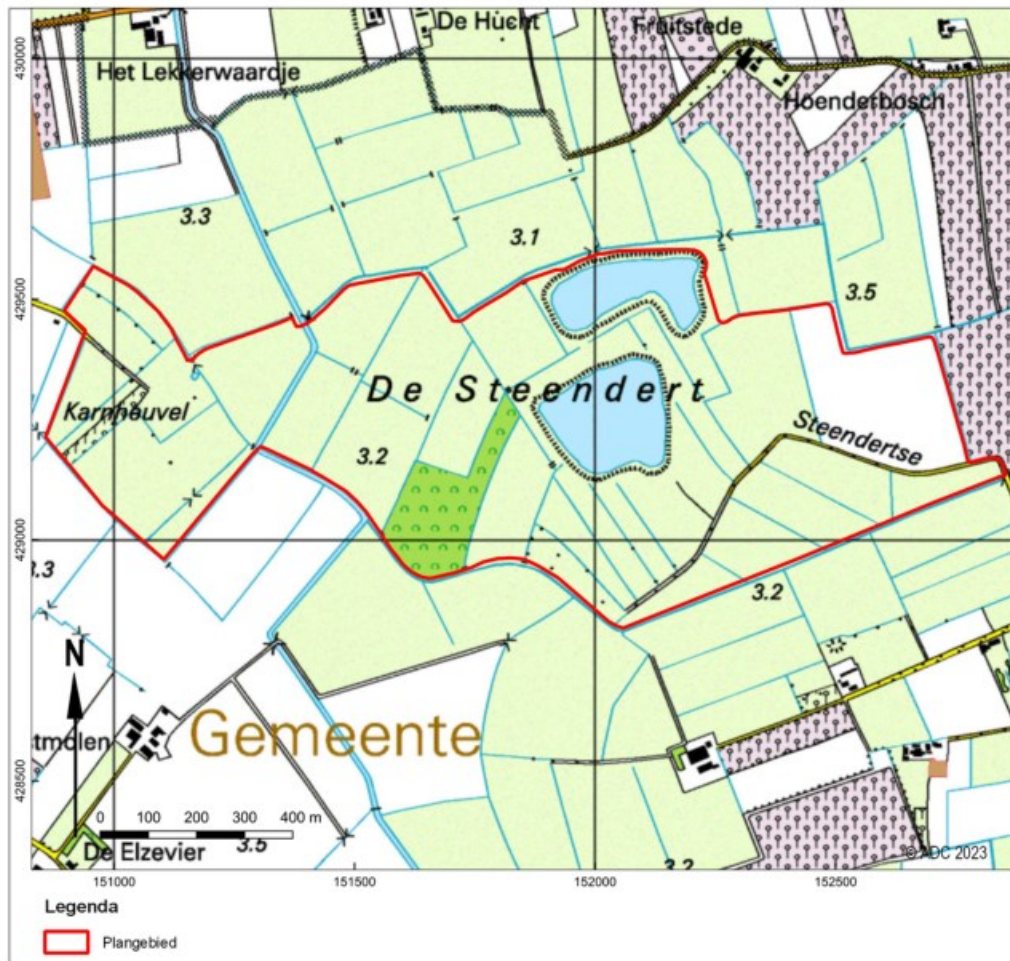 430000
De Hucht
Fruitstede
Het Lekkerwaardje
Hoenderbosch
3.3
3.1
429500
3.5
De Steendert
Karnheuvel
Steendertse
3.2
429000
3.3
3.2
N
Gemeente
stmolen
428500
0 100 200 300 400 m
De Elzevier
3.5
3.2
© ADC 2023
151000
151500
152000
152500
Legenda
Plangebied